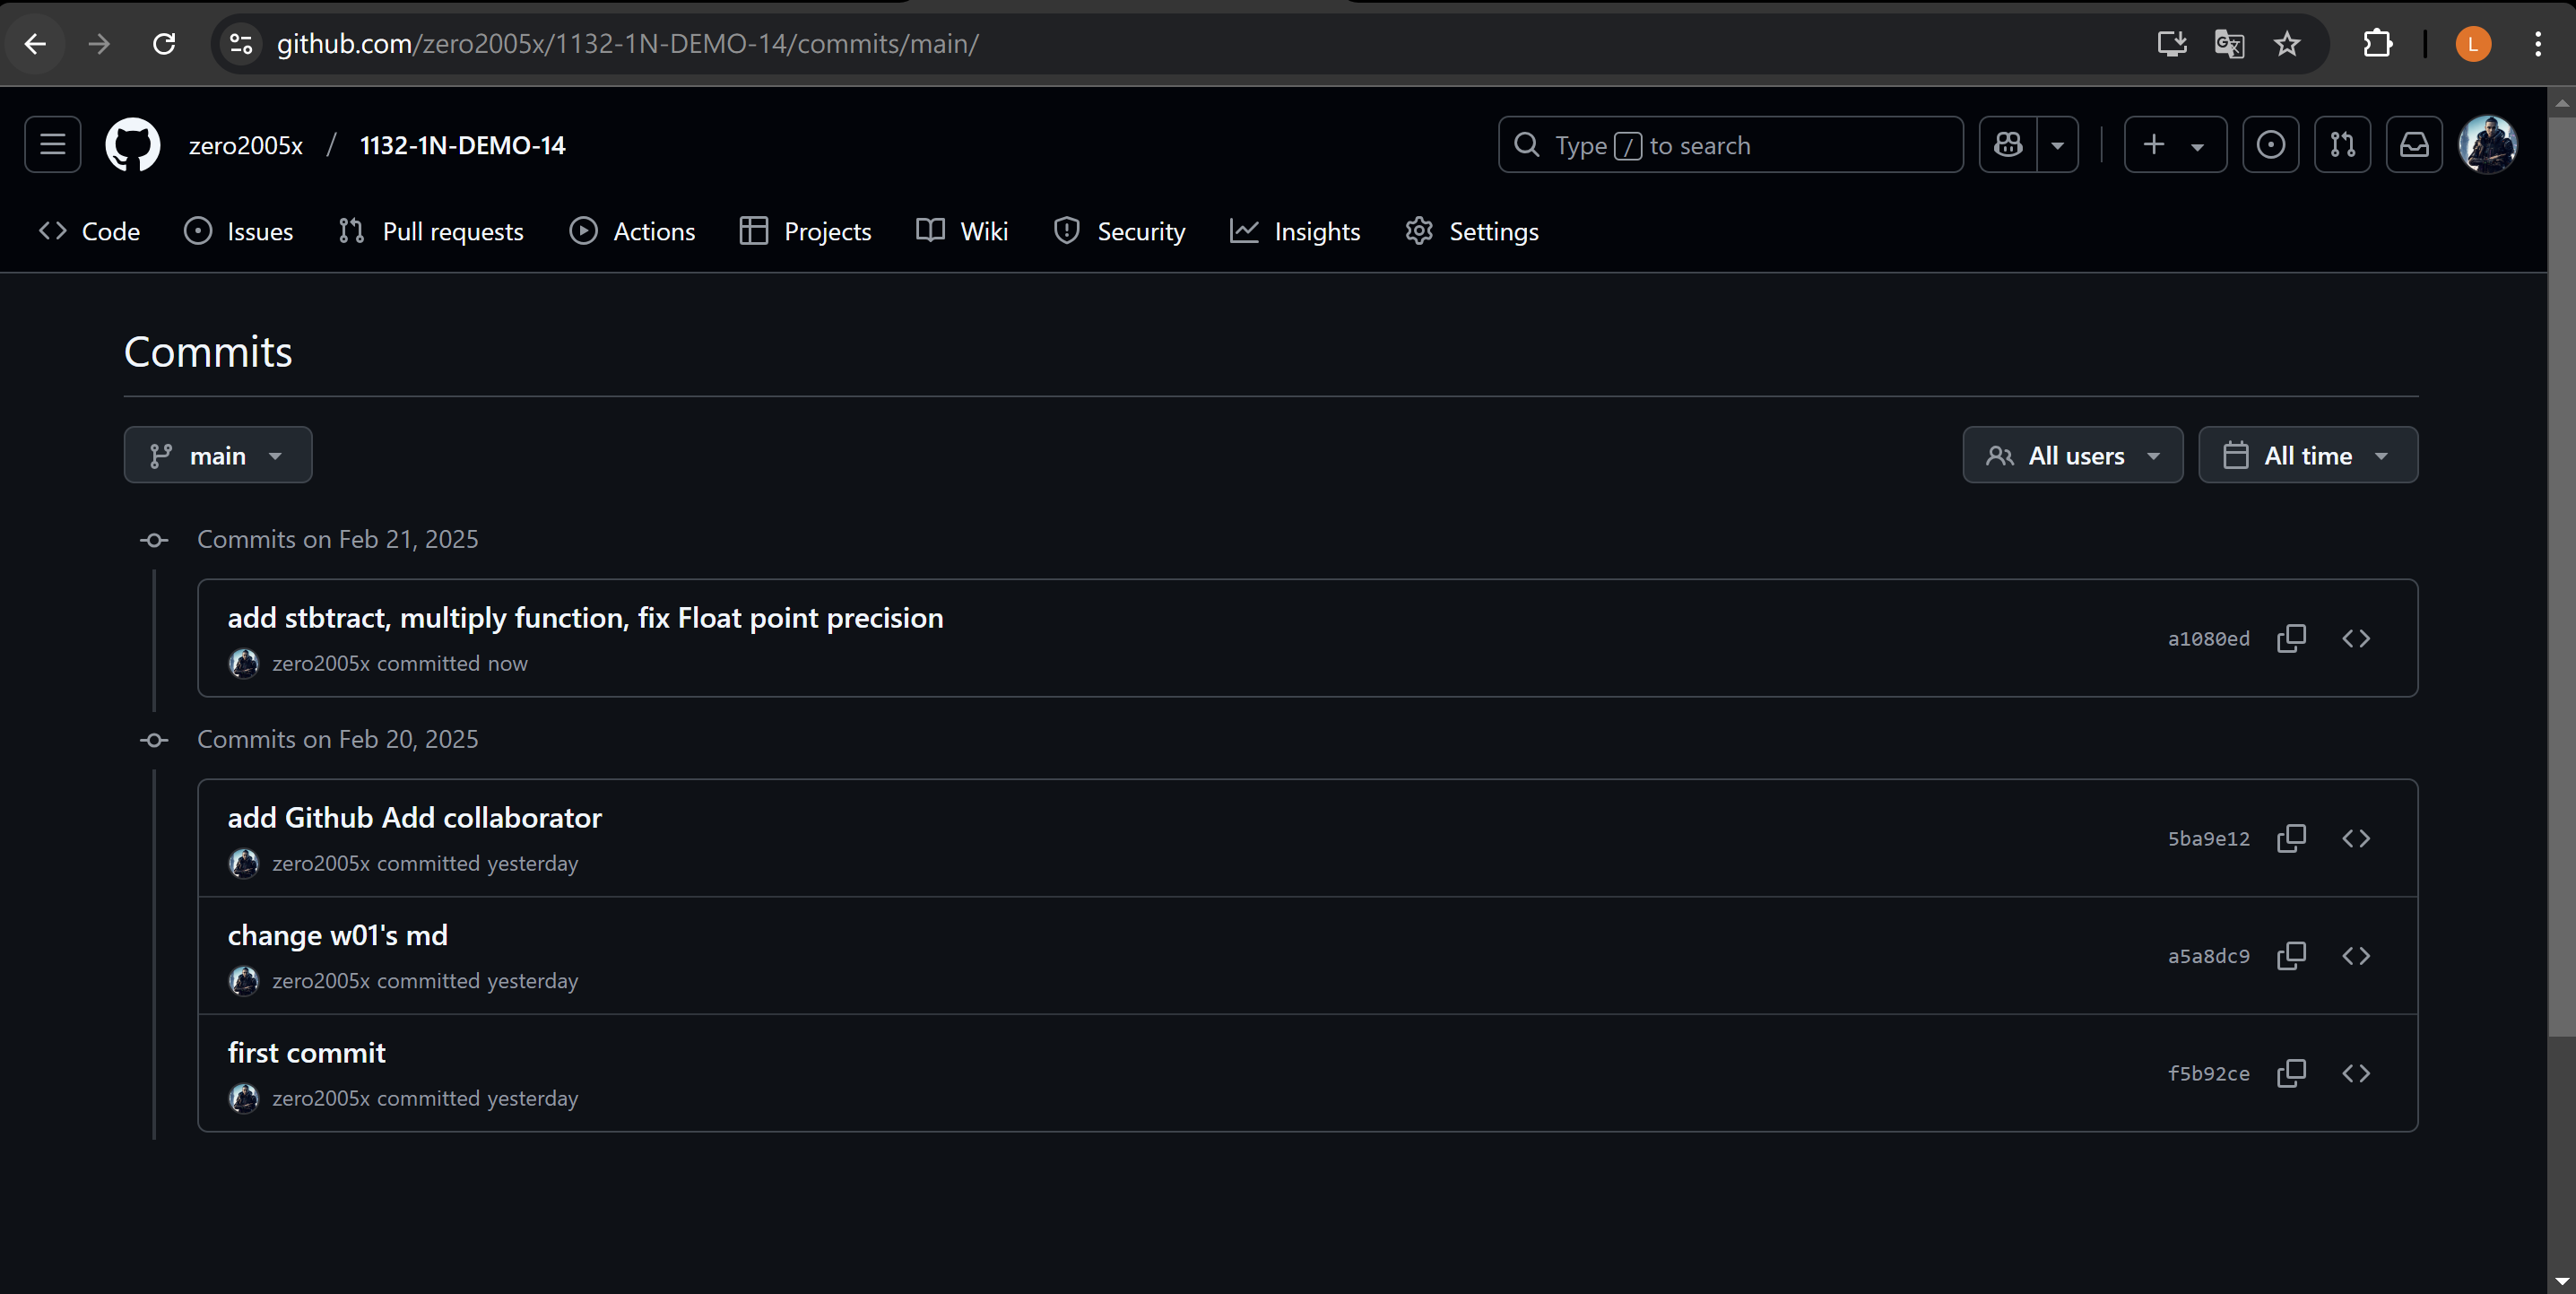 github.com/zero2005x/1132-1N-DEMO-14/commits/main/
L
zero2005x / 1132-1N-DEMO-14
Type / to search
Code Issues Pull requests Actions Projects Wiki Security Insights Settings
Commits
main All users All time
Commits on Feb 21, 2025
add stbtract, multiply function, fix Float point precision
zero2005x committed now
a1080ed
Commits on Feb 20, 2025
add Github Add collaborator
zero2005x committed yesterday
5ba9e12
change w01's md
zero2005x committed yesterday
a5a8dc9
first commit
zero2005x committed yesterday
f5b92ce